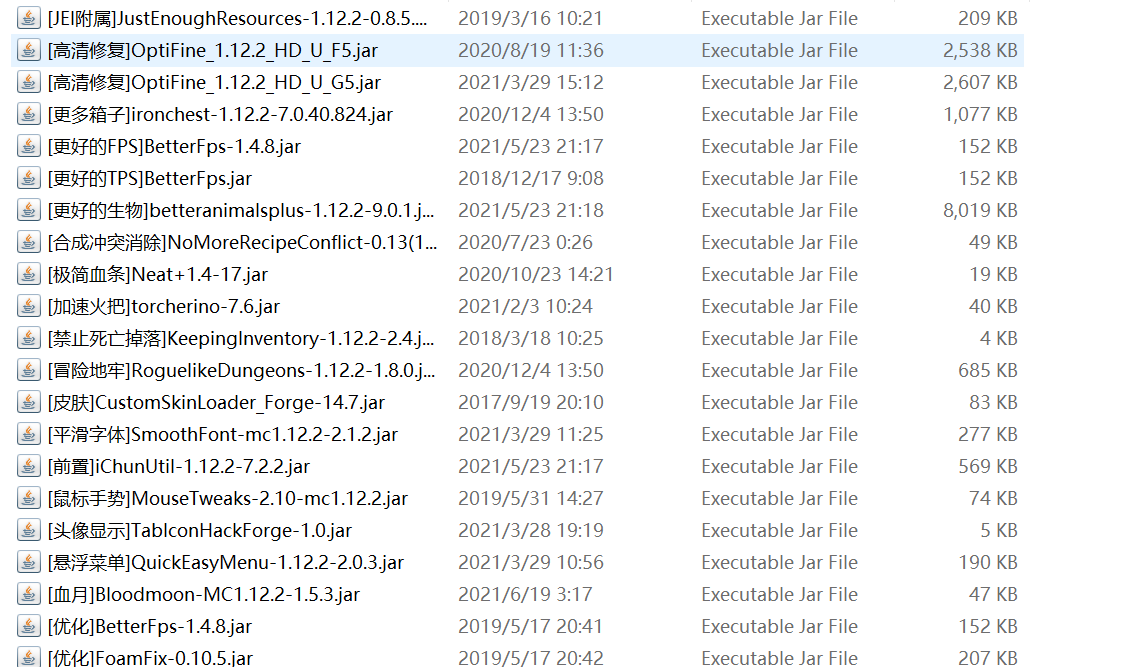 [JEI附属]JustEnoughResources-1.12.2-0.8.5.... 2019/3/16 10:21 Executable Jar File 209 KB
[高清修复]OptiFine_1.12.2_HD_U_F5.jar 2020/8/19 11:36 Executable Jar File 2,538 KB
[高清修复]OptiFine_1.12.2_HD_U_G5.jar 2021/3/29 15:12 Executable Jar File 2,607 KB
[更多箱子]ironchest-1.12.2-7.0.40.824.jar 2020/12/4 13:50 Executable Jar File 1,077 KB
[更好的FPS]BetterFps-1.4.8.jar 2021/5/23 21:17 Executable Jar File 152 KB
[更好的TPS]BetterFps.jar 2018/12/17 9:08 Executable Jar File 152 KB
[更好的生物]betteranimalsplus-1.12.2-9.0.1.j... 2021/5/23 21:18 Executable Jar File 8,019 KB
[合成冲突消除]NoMoreRecipeConflict-0.13(1... 2020/7/23 0:26 Executable Jar File 49 KB
[极简血条]Neat+1.4-17.jar 2020/10/23 14:21 Executable Jar File 19 KB
[加速火把]torcherino-7.6.jar 2021/2/3 10:24 Executable Jar File 40 KB
[禁止死亡掉落]KeepingInventory-1.12.2-2.4.j... 2018/3/18 10:25 Executable Jar File 4 KB
[冒险地牢]RoguelikeDungeons-1.12.2-1.8.0.j... 2020/12/4 13:50 Executable Jar File 685 KB
[皮肤]CustomSkinLoader_Forge-14.7.jar 2017/9/19 20:10 Executable Jar File 83 KB
[平滑字体]SmoothFont-mc1.12.2-2.1.2.jar 2021/3/29 11:25 Executable Jar File 277 KB
[前置]iChunUtil-1.12.2-7.2.2.jar 2021/5/23 21:17 Executable Jar File 569 KB
[鼠标手势]MouseTweaks-2.10-mc1.12.2.jar 2019/5/31 14:27 Executable Jar File 74 KB
[头像显示]TabIconHackForge-1.0.jar 2021/3/28 19:19 Executable Jar File 5 KB
[悬浮菜单]QuickEasyMenu-1.12.2-2.0.3.jar 2021/3/29 10:56 Executable Jar File 190 KB
[血月]Bloodmoon-MC1.12.2-1.5.3.jar 2021/6/19 3:17 Executable Jar File 47 KB
[优化]BetterFps-1.4.8.jar 2019/5/17 20:41 Executable Jar File 152 KB
[优化]FoamFix-0.10.5.jar 2019/5/17 20:42 Executable Jar File 207 KB